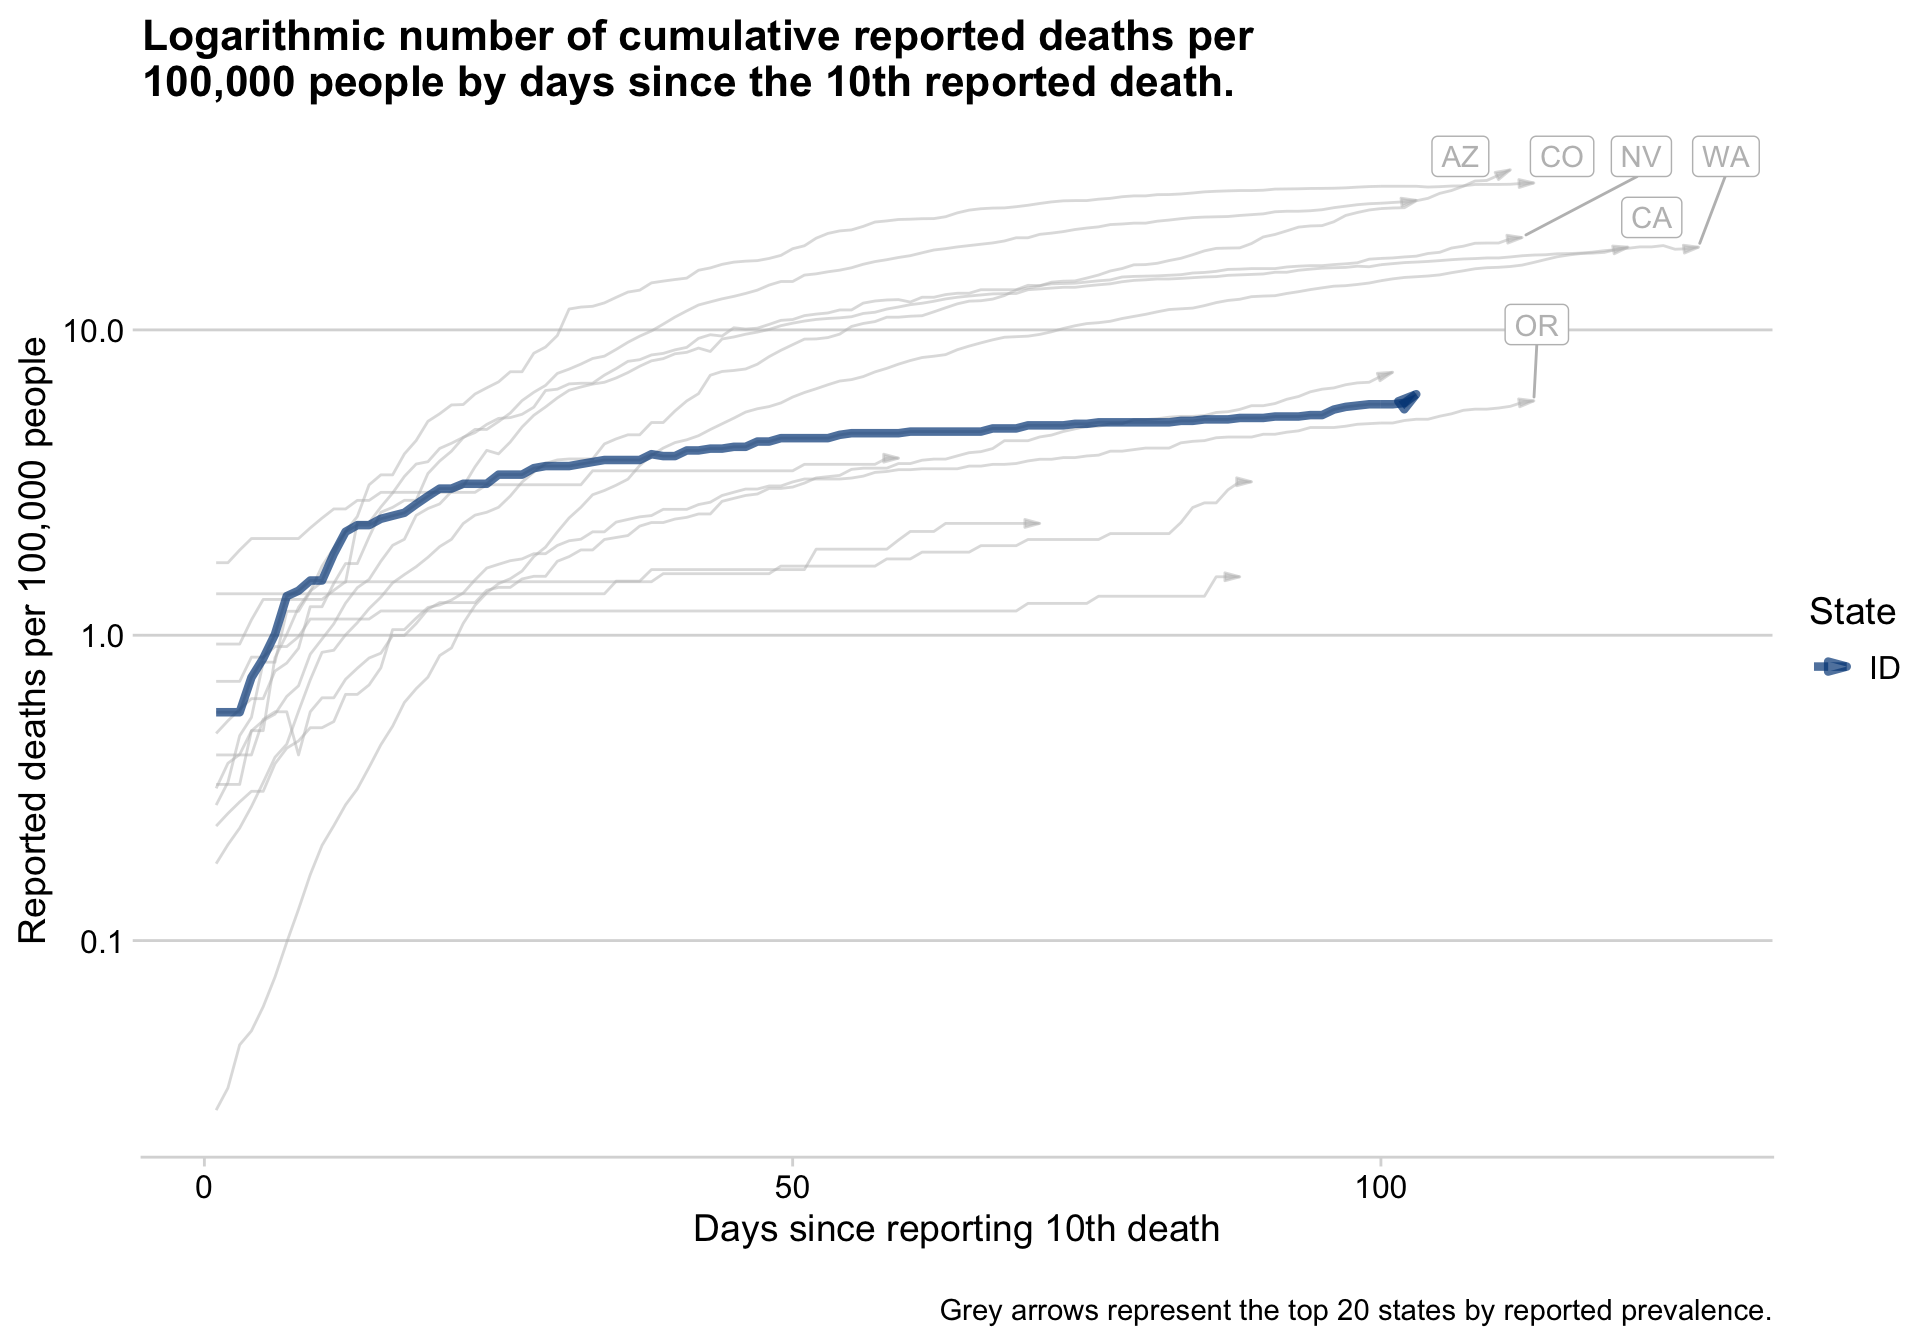 Logarithmic number of cumulative reported deaths per
100,000 people by days since the 10th reported death.
AZ
CO
NV
WA
CA
OR
10.0
1.0
0.1
Reported deaths per 100,000 people
0
50
100
Days since reporting 10th death
State
ID
Grey arrows represent the top 20 states by reported prevalence.